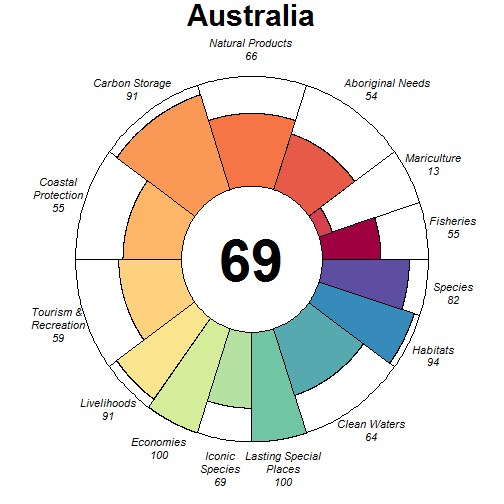 Australia
Natural Products
66
Carbon Storage
91
Aboriginal Needs
54
Mariculture
13
Coastal
Protection
55
Fisheries
55
69
Species
82
Tourism &
Recreation
59
Habitats
94
Livelihoods
91
Clean Waters
64
Economies
100
Iconic
Species
69
Lasting Special
Places
100